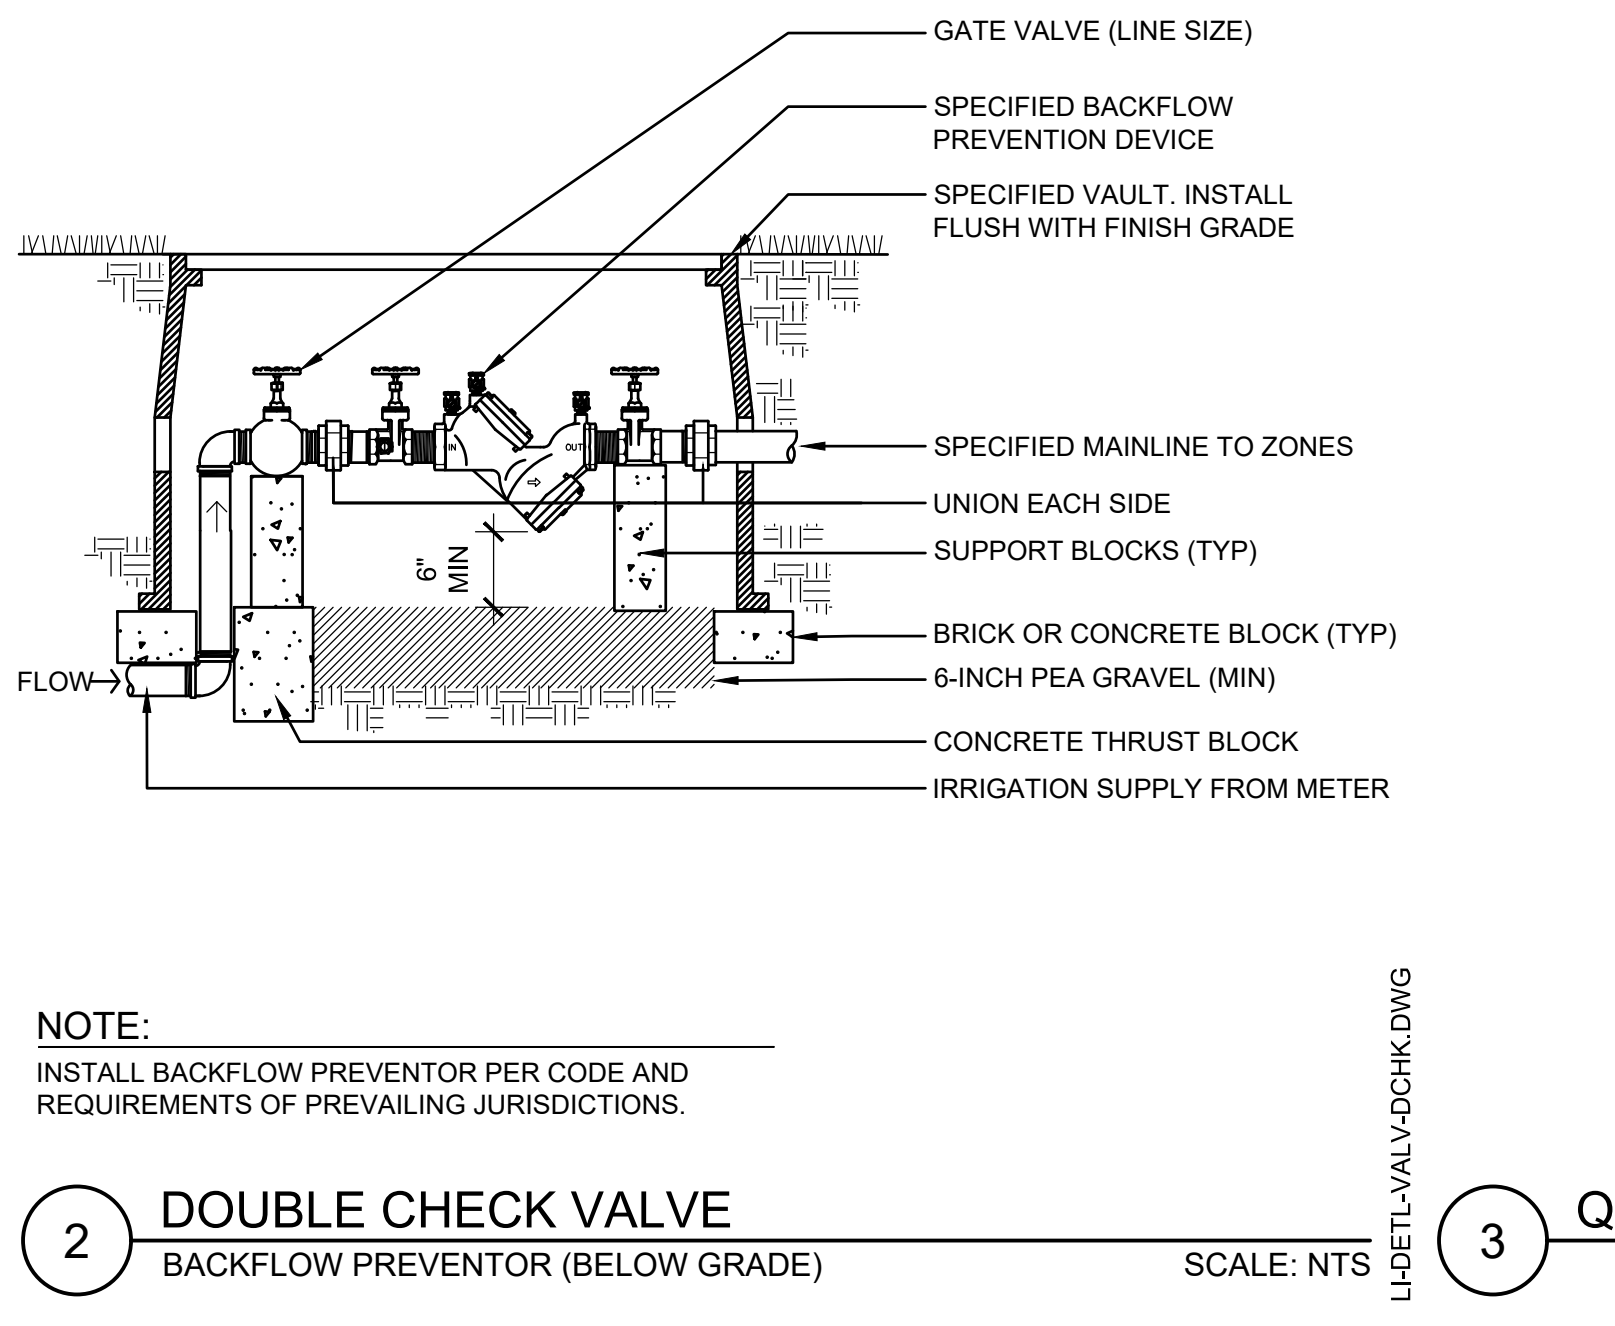 GATE VALVE (LINE SIZE)
SPECIFIED BACKFLOW
PREVENTION DEVICE
SPECIFIED VAULT. INSTALL
FLUSH WITH FINISH GRADE
IN
OUT
SPECIFIED MAINLINE TO ZONES
UNION EACH SIDE
SUPPORT BLOCKS (TYP)
6"
MIN
BRICK OR CONCRETE BLOCK (TYP)
FLOW
6-INCH PEA GRAVEL (MIN)
CONCRETE THRUST BLOCK
IRRIGATION SUPPLY FROM METER
NOTE:
INSTALL BACKFLOW PREVENTOR PER CODE AND
REQUIREMENTS OF PREVAILING JURISDICTIONS.
2
DOUBLE CHECK VALVE
BACKFLOW PREVENTOR (BELOW GRADE)
SCALE: NTS
LI-DETL-VALV-DCHK.DWG
3
Q